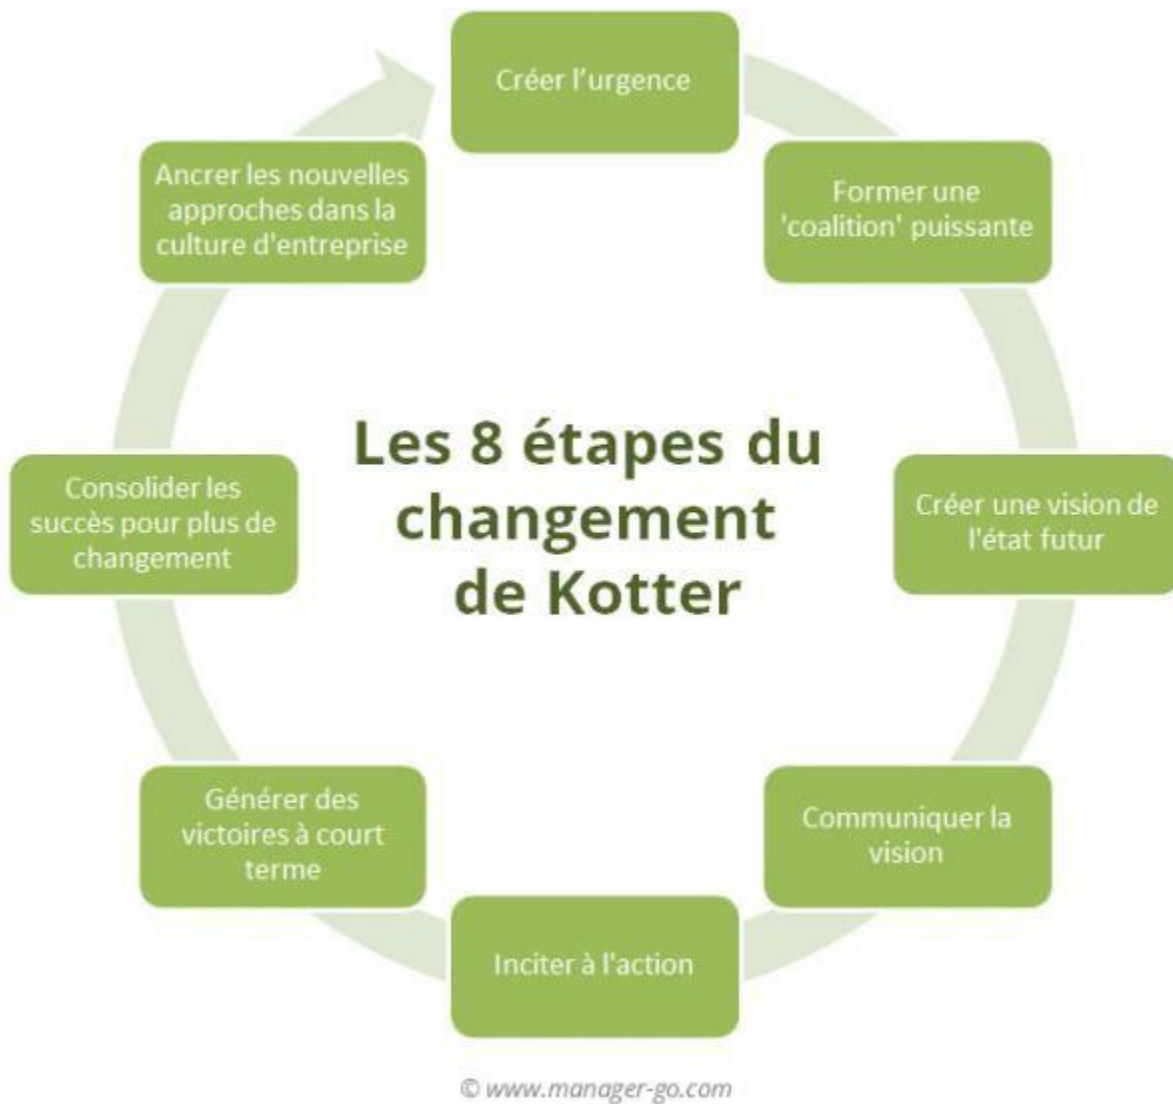 Créer l’urgence
Former une
'coalition' puissante
Créer une vision de
l'état futur
Communiquer la
vision
Inciter à l'action
Générer des
victoires à court
terme
Consolider les
succès pour plus de
changement
Ancrer les nouvelles
approches dans la
culture d'entreprise
Les 8 étapes du
changement
de Kotter
© www.manager-go.com